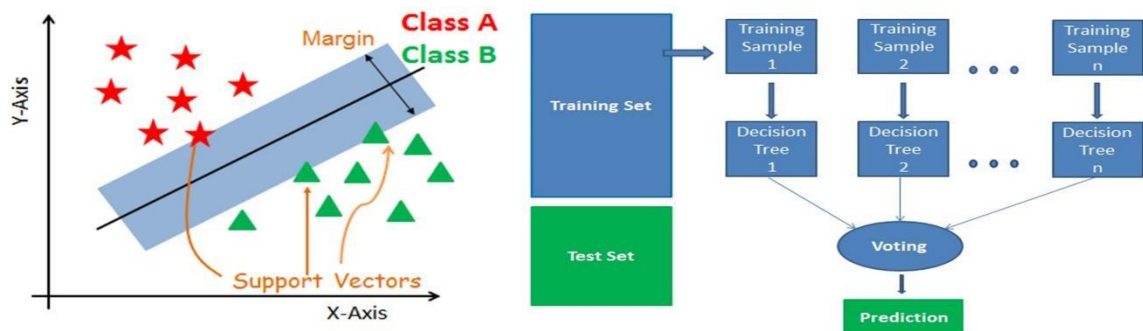 Class A
Margin
Class B
Y-Axis
Support Vectors
X-Axis
Training Set
Test Set
Training
Sample
1
Training
Sample
2
Training
Sample
n
Decision
Tree
1
Decision
Tree
2
Decision
Tree
n
Voting
Prediction